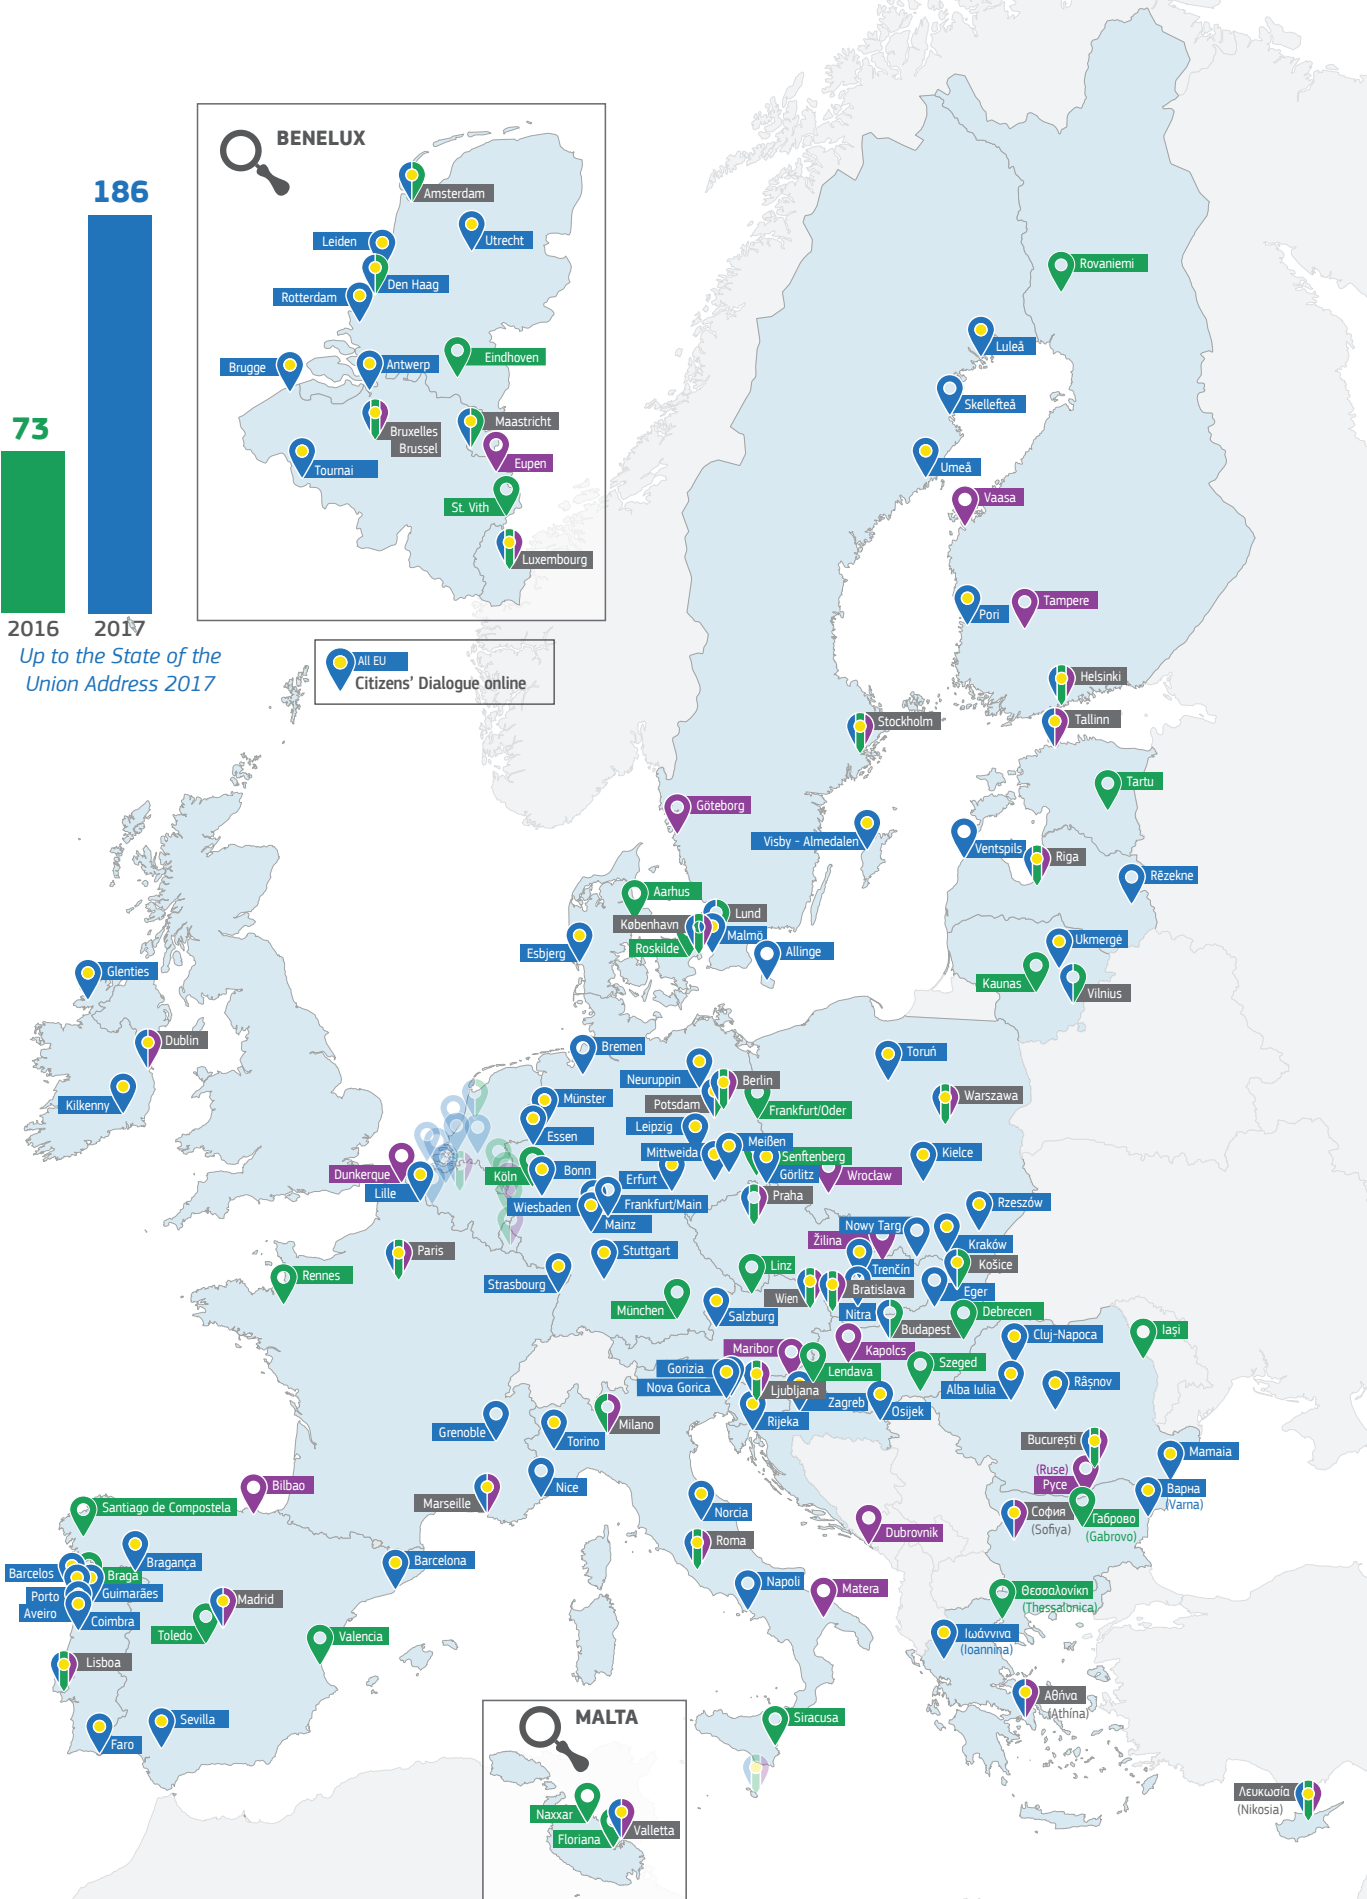 BENELUX
Amsterdam
Leiden
Utrecht
Den Haag
Rotterdam
Brugge
Antwerp
Eindhoven
Maastricht
Bruxelles
Brussel
Eupen
Tournai
St. Vith
Luxembourg
186
73
2016
2017
Up to the State of the
Union Address 2017
All EU
Citizens' Dialogue online
Rovaniemi
Luleå
Skellefteå
Umeå
Vaasa
Pori
Tampere
Helsinki
Tallinn
Stockholm
Tartu
Göteborg
Visby - Almedalen
Ventspils
Riga
Rēzekne
Aarhus
Lund
København
Malmö
Roskilde
Esbjerg
Allinge
Ukmergė
Kaunas
Vilnius
Glenties
Dublin
Kilkenny
Bremen
Toruń
Neuruppin
Berlin
Potsdam
Frankfurt/Oder
Warszawa
Münster
Leipzig
Essen
Meißen
Mittweida
Senftenberg
Kielce
Dunkerque
Köln
Bonn
Erfurt
Görlitz
Wrocław
Lille
Wiesbaden
Frankfurt/Main
Praha
Rzeszów
Mainz
Nowy Targ
Žilina
Kraków
Paris
Stuttgart
Linz
Trenčín
Košice
Rennes
Strasbourg
Wien
Bratislava
Eger
München
Salzburg
Nitra
Budapest
Debrecen
Cluj-Napoca
Iași
Maribor
Kapolcs
Gorizia
Lendava
Szeged
Nova Gorica
Ljubljana
Alba Iulia
Râșnov
Zagreb
Osijek
Rijeka
Grenoble
Torino
Milano
București
Mamaia
(Ruse)
Русе
Варна
(Varna)
Bilbao
Nice
Marseille
Norcia
Santiago de Compostela
София
(Sofiya)
Габрово
(Gabrovo)
Dubrovnik
Roma
Bragança
Barcelona
Barcelos
Braga
Napoli
Matera
Porto
Guimarães
Madrid
Θεσσαλονίκη
(Thessalonica)
Aveiro
Coimbra
Toledo
Valencia
Ιωάννινα
(Ioannina)
Lisboa
Αθήνα
(Athína)
Sevilla
Faro
Siracusa
MALTA
Naxxar
Floriana
Valletta
Λευκωσία
(Nikosia)